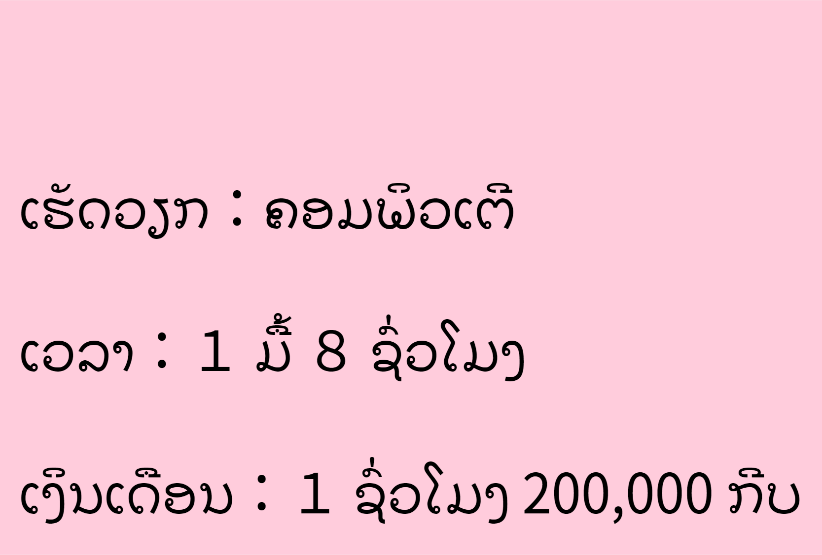 ເຮັດວຽກ : ຄອມພິວເຕີ
ເວລາ : 1 ມື້ 8 ຊົ່ວໂມງ
ເງິນເດືອນ : 1 ຊົ່ວໂມງ 200,000 ກີບ